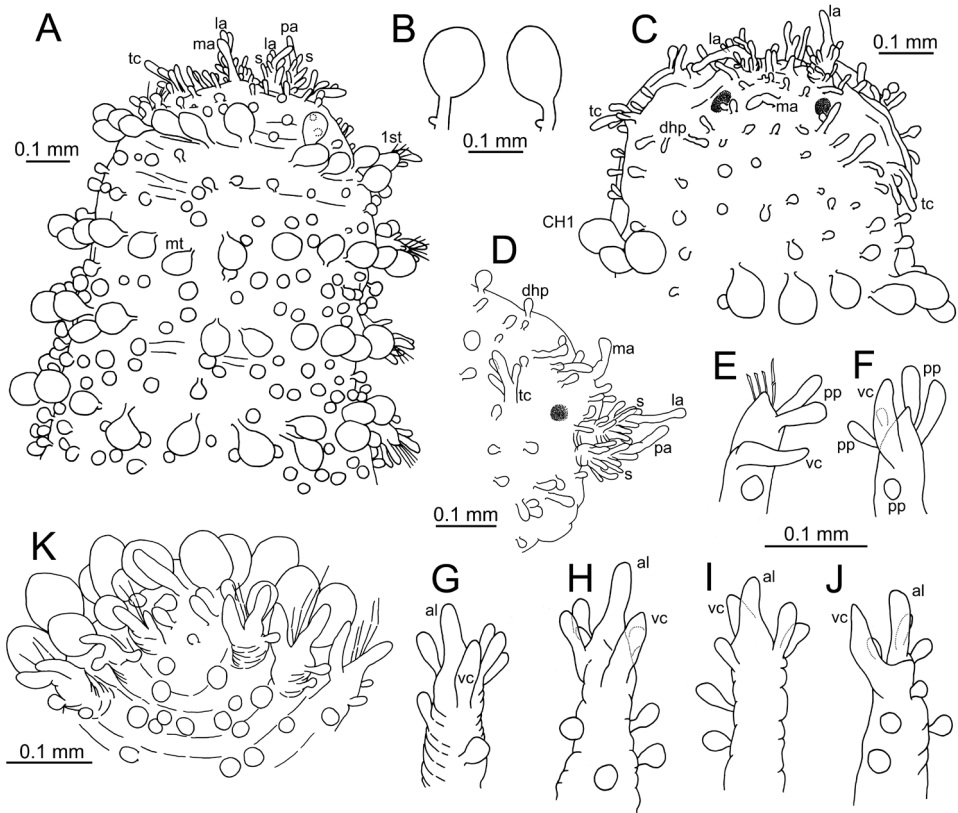 A
la
ma
tc
la
pa
s
s
0.1 mm
1st
mt
B
0.1 mm
C
la
la
0.1 mm
tc
ma
dhp
tc
CH1
D
dhp
ma
tc
s
la
pa
s
0.1 mm
E
pp
vc
F
vc
pp
pp
pp
0.1 mm
K
0.1 mm
G
al
vc
H
al
vc
I
al
vc
J
al
vc